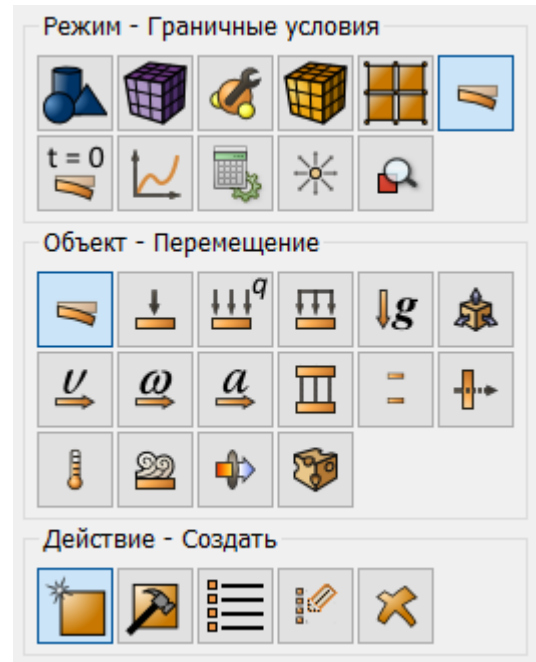 Режим - Граничные условия
t = 0
Объект - Перемещение
q
g
υ ω a
Действие - Создать